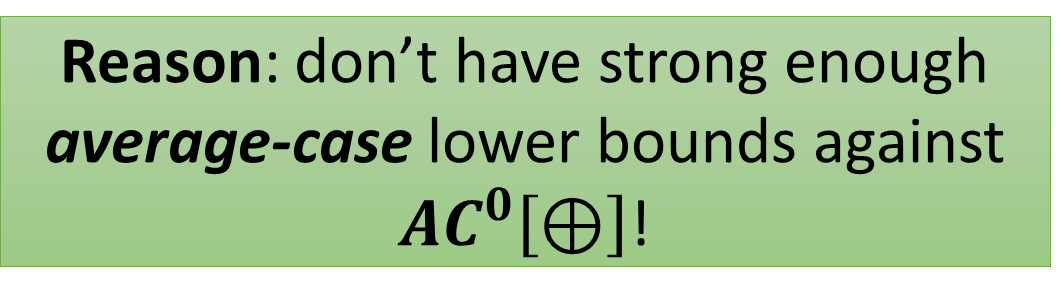 Reason: don’t have strong enough
average-case lower bounds against
𝑨𝑪⁰[⨁]!